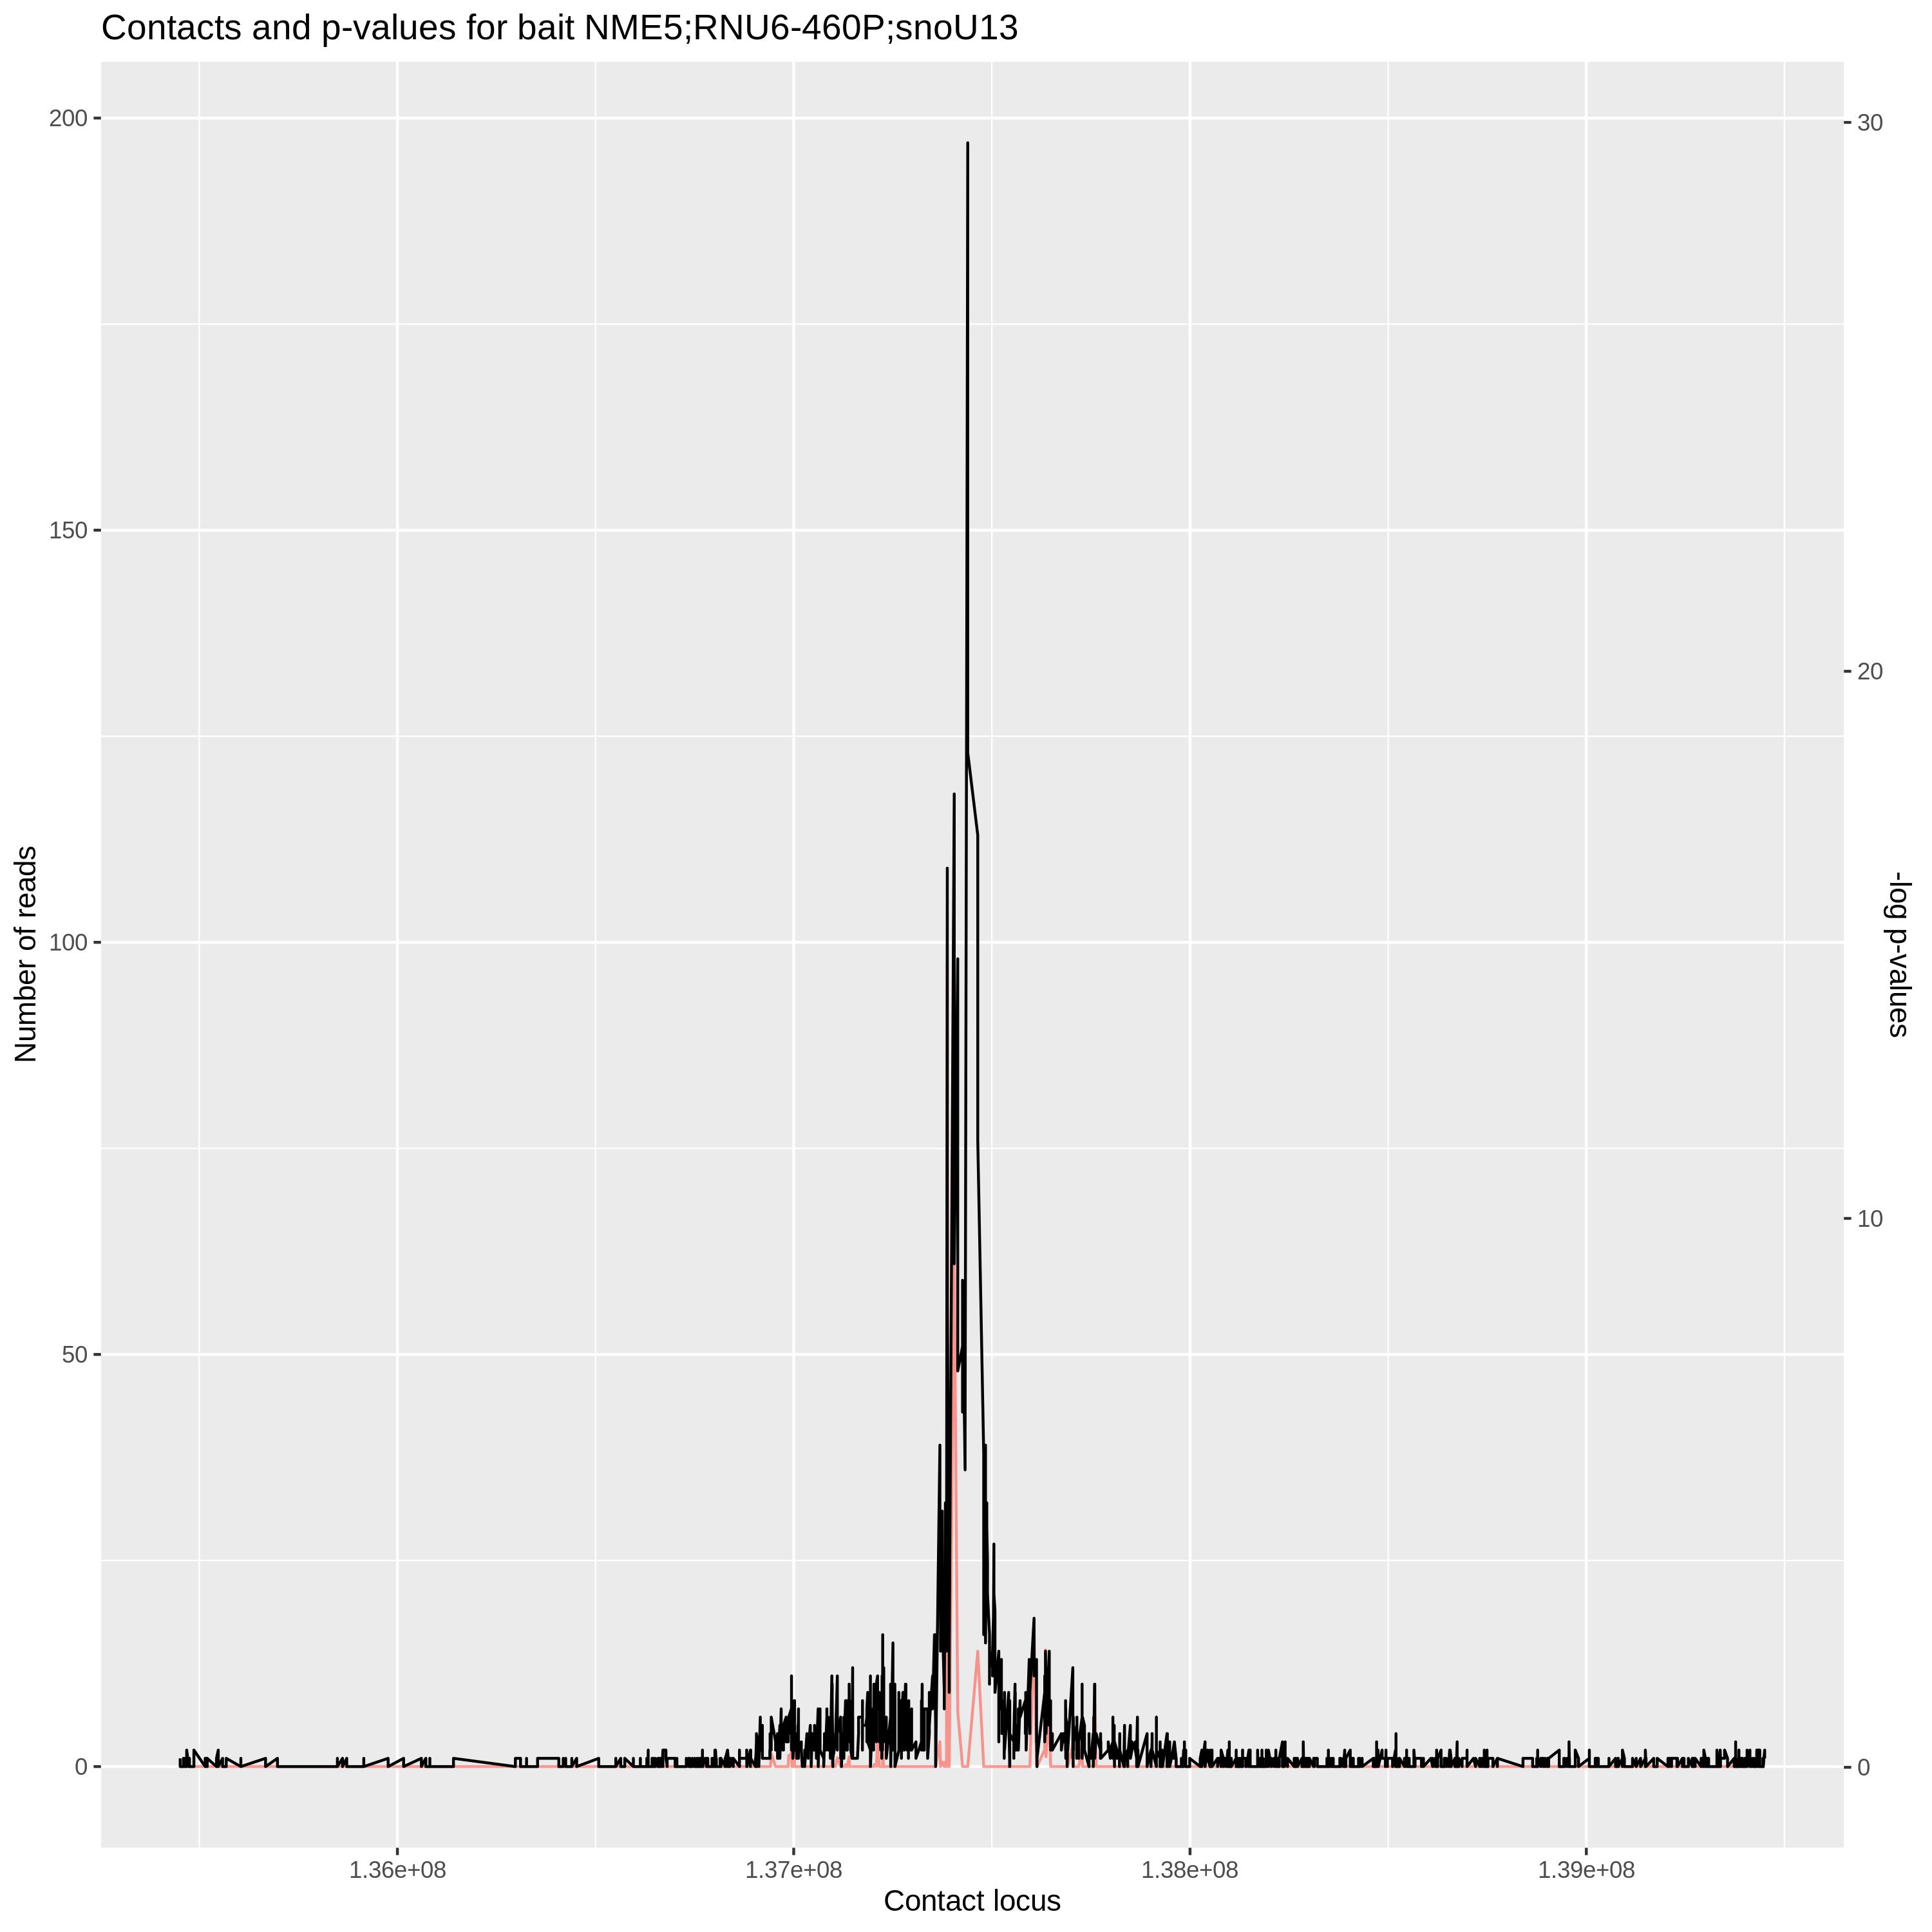 Contacts and p-values for bait NME5;RNU6-460P;snoU13
200
150
100
50
0
Number of reads
30
20
10
0
-log p-values
1.36e+08
1.37e+08
1.38e+08
1.39e+08
Contact locus